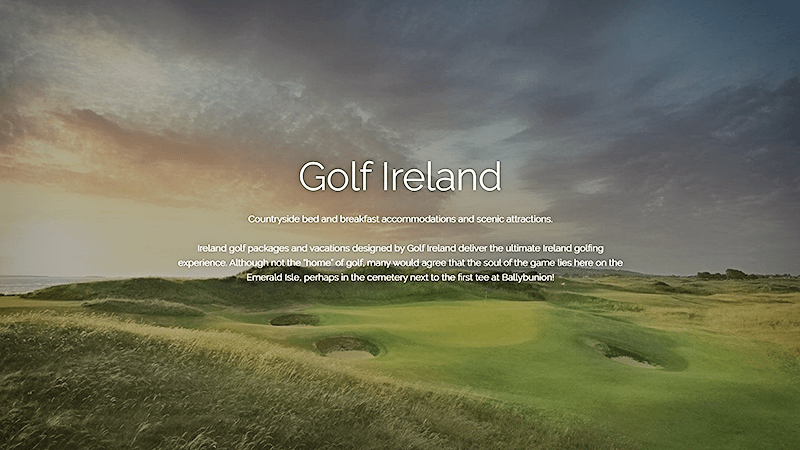 Golf Ireland
Countryside bed and breakfast accommodations and scenic attractions.
Ireland golf packages and vacations designed by Golf Ireland deliver the ultimate Ireland golfing
experience. Although not the "home" of golf, many would agree that the soul of the game lies here on the
Emerald Isle, perhaps in the cemetery next to the first tee at Ballybunion!